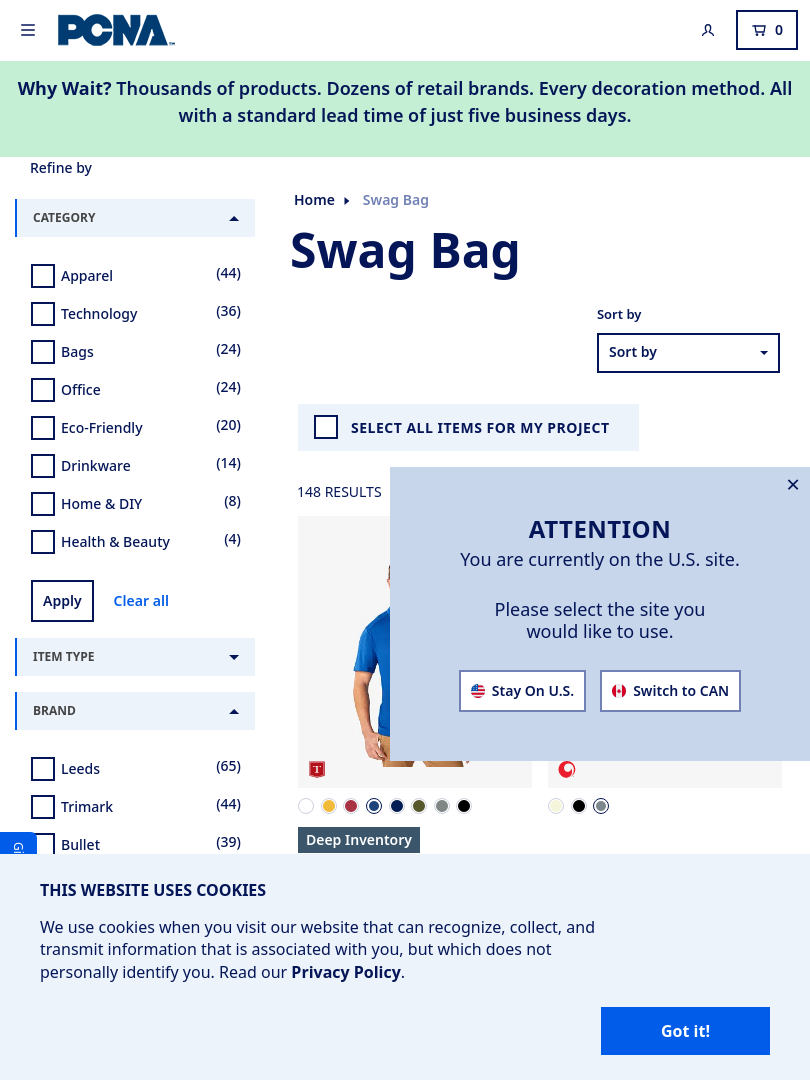 PCNA
0
Why Wait? Thousands of products. Dozens of retail brands. Every decoration method. All
with a standard lead time of just five business days.
Refine by
CATEGORY
Apparel (44)
Technology (36)
Bags (24)
Office (24)
Eco-Friendly (20)
Drinkware (14)
Home & DIY (8)
Health & Beauty (4)
Apply Clear all
ITEM TYPE
BRAND
Leeds (65)
Trimark (44)
Bullet (39)
Home Swag Bag
Swag Bag
Sort by
Sort by
SELECT ALL ITEMS FOR MY PROJECT
148 RESULTS
T
Deep Inventory
ATTENTION
You are currently on the U.S. site.
Please select the site you
would like to use.
Stay On U.S. Switch to CAN
THIS WEBSITE USES COOKIES
We use cookies when you visit our website that can recognize, collect, and
transmit information that is associated with you, but which does not
personally identify you. Read our Privacy Policy.
Got it!